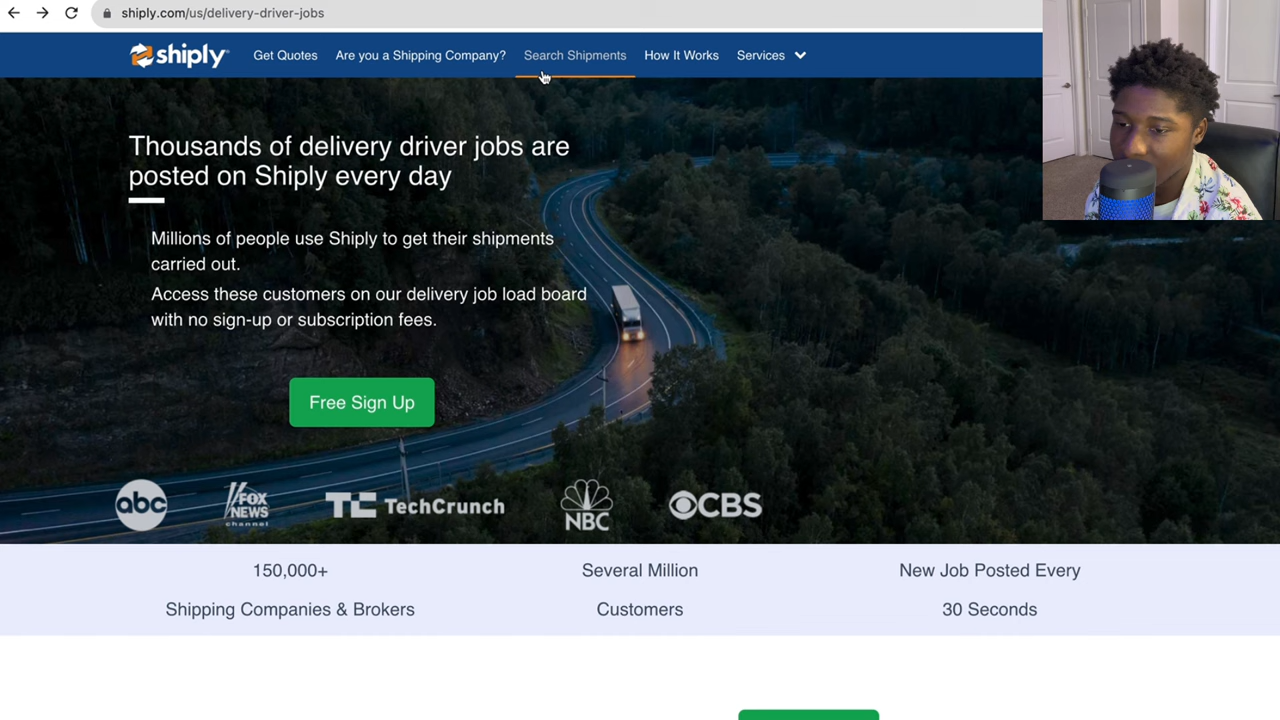 shiply.com/us/delivery-driver-jobs
shiply Get Quotes Are you a Shipping Company? Search Shipments How It Works Services
Thousands of delivery driver jobs are
posted on Shiply every day
Millions of people use Shiply to get their shipments
carried out.
Access these customers on our delivery job load board
with no sign-up or subscription fees.
Free Sign Up
abc FOX NEWS channel TC TechCrunch NBC CBS
150,000+ Several Million New Job Posted Every
Shipping Companies & Brokers Customers 30 Seconds